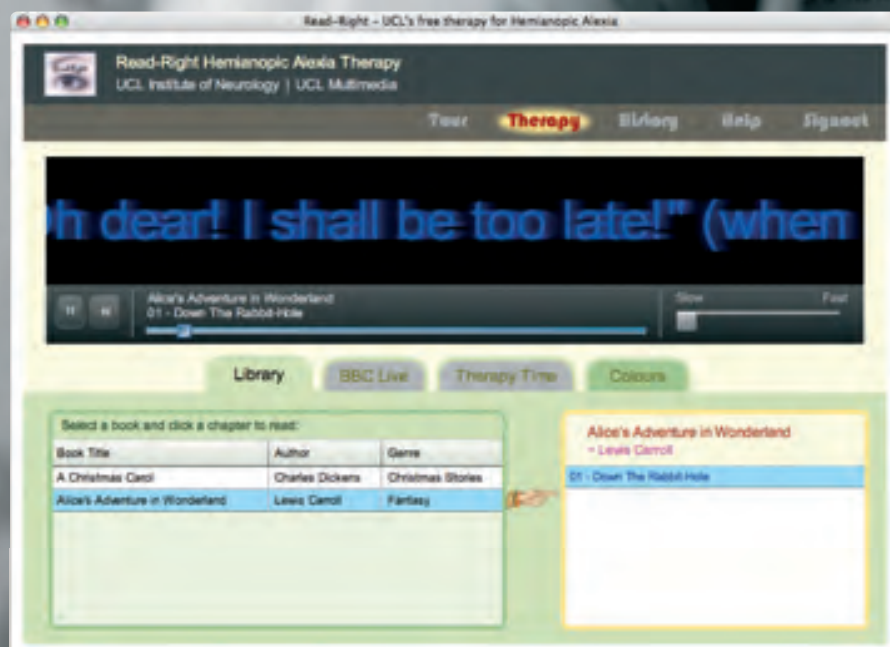 Read-Right - UCL's free therapy for Hemianopic Alexia
Read-Right Hemianopic Alexia Therapy
UCL Institute of Neurology | UCL Multimedia
Tour Therapy History Help Signout
Oh dear! I shall be too late!" (when
Alice's Adventure in Wonderland
01 - Down The Rabbit-Hole
Slow Fast
Library BBC Live Therapy Time Colours
Select a book and click a chapter to read:
Book Title Author Genre
A Christmas Carol Charles Dickens Christmas Stories
Alice's Adventure in Wonderland Lewis Carroll Fantasy
Alice's Adventure in Wonderland
~ Lewis Carroll
01 - Down The Rabbit-Hole